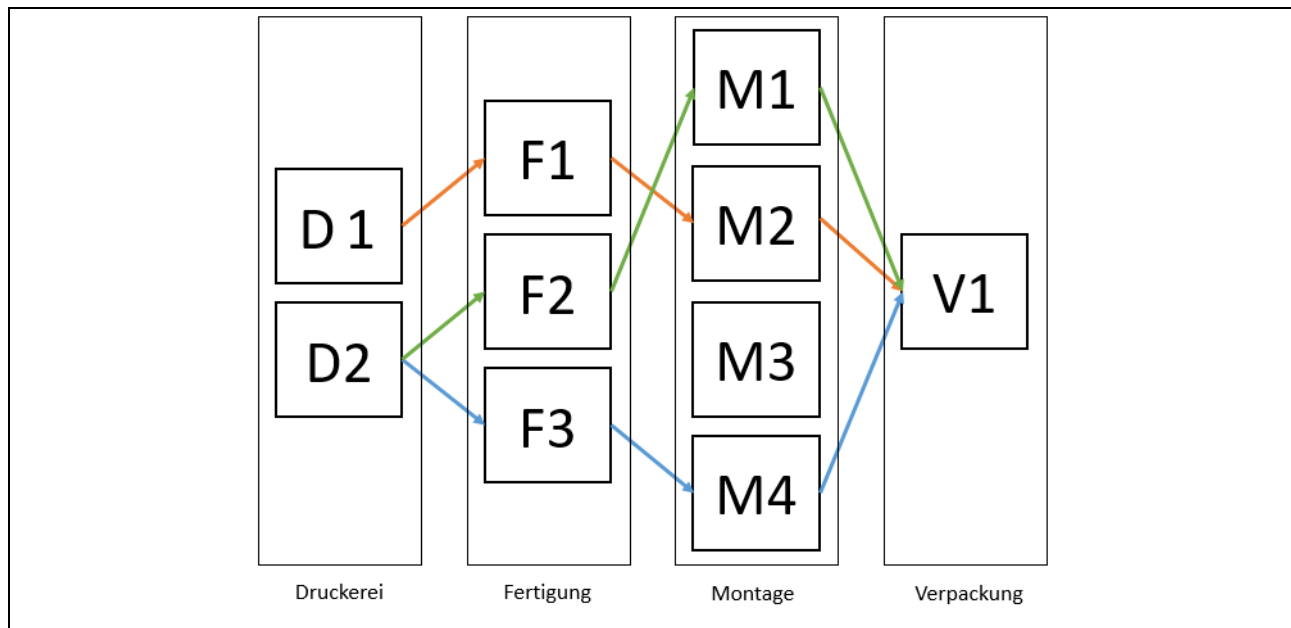 D 1
D2
F1
F2
F3
M1
M2
M3
M4
V1
Druckerei
Fertigung
Montage
Verpackung